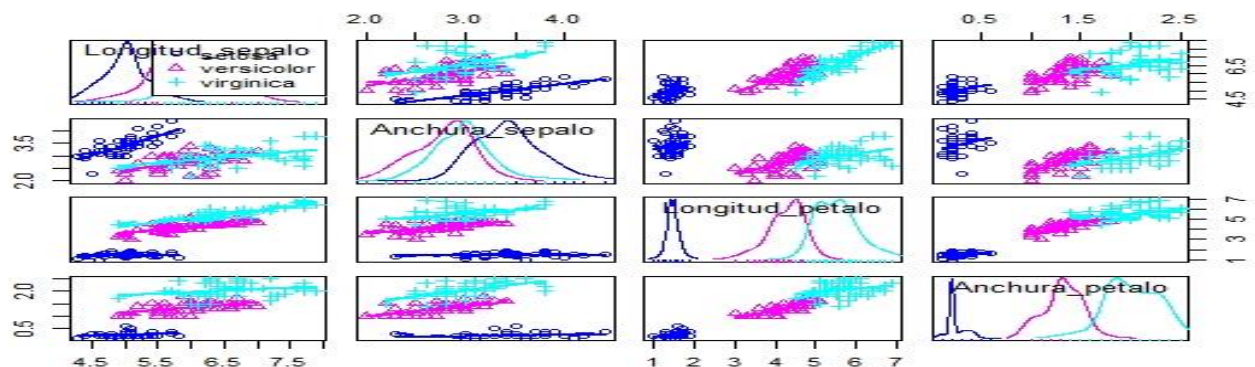 2.0 3.0 4.0 0.5 1.5 2.5
Longitud_sepalo
setosa
versicolor
virginica
4.5 6.5
Anchura_sepalo
2.0 3.5
Longitud_petalo
1 3 5 7
Anchura_petalo
0.5 2.0
4.5 5.5 6.5 7.5 1 2 3 4 5 6 7